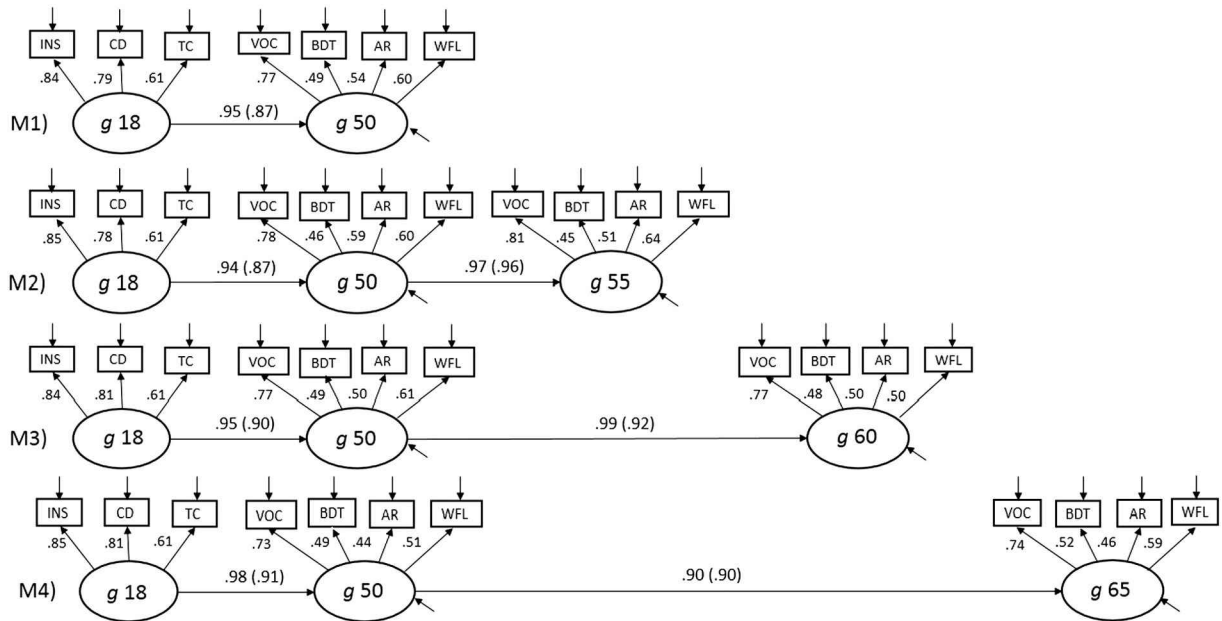 INS CD TC VOC BDT AR WFL
.84 .79 .61 .77 .49 .54 .60
.95 (.87)
M1) g 18 g 50
INS CD TC VOC BDT AR WFL VOC BDT AR WFL
.85 .78 .61 .78 .46 .59 .60 .81 .45 .51 .64
.94 (.87) .97 (.96)
M2) g 18 g 50 g 55
INS CD TC VOC BDT AR WFL VOC BDT AR WFL
.84 .81 .61 .77 .49 .50 .61 .77 .48 .50 .50
.95 (.90) .99 (.92)
M3) g 18 g 50 g 60
INS CD TC VOC BDT AR WFL VOC BDT AR WFL
.85 .81 .61 .73 .49 .44 .51 .74 .52 .46 .59
.98 (.91) .90 (.90)
M4) g 18 g 50 g 65